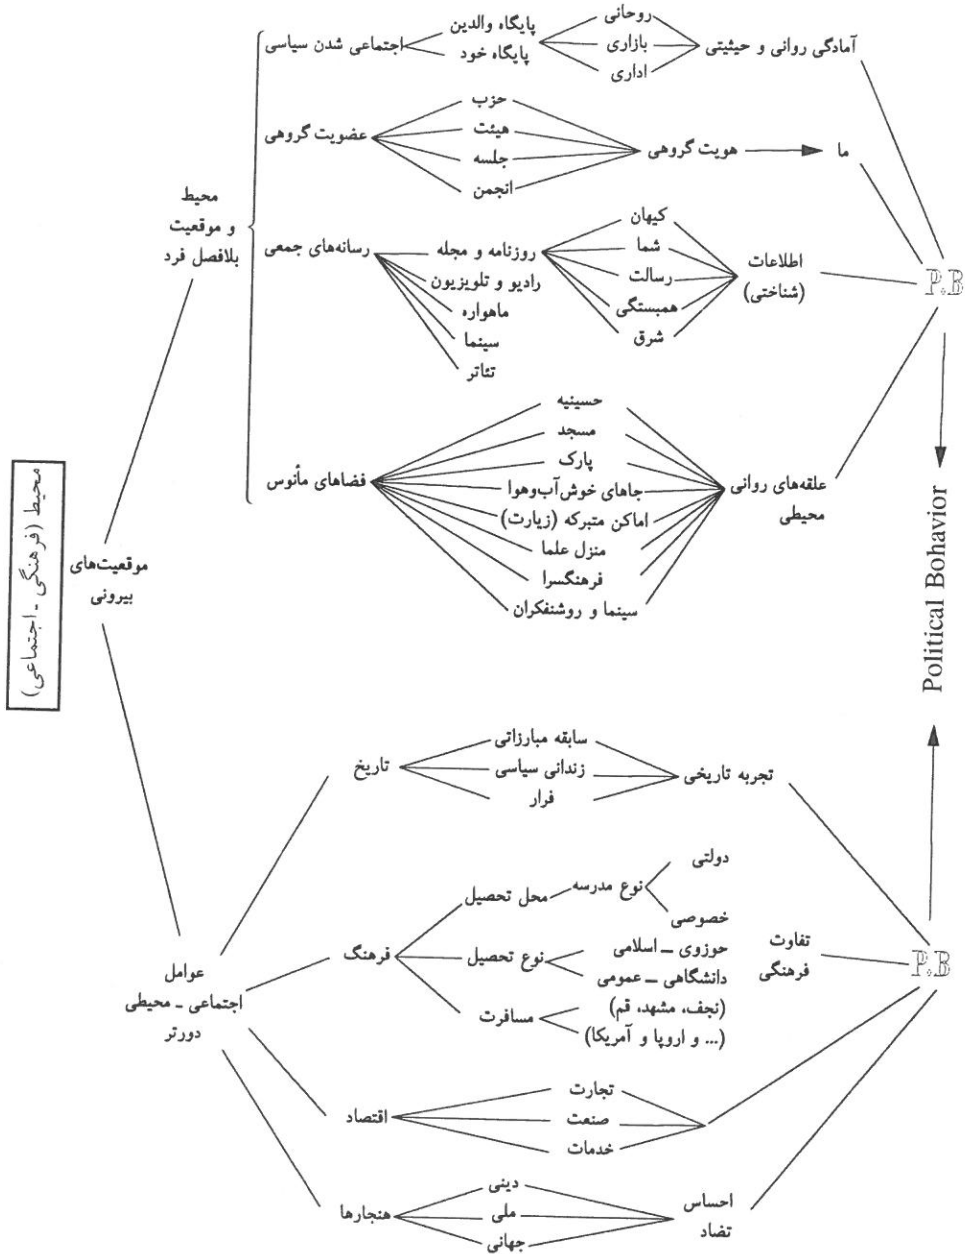 محیط (فرهنگی - اجتماعی)
موقعیت‌های
بیرونی
محیط
و موقعیت
بلافصل فرد
اجتماعی شدن سیاسی
پایگاه والدین
پایگاه خود
روحانی
بازاری
اداری
آمادگی روانی و حیثیتی
عضویت گروهی
حزب
هیئت
جلسه
انجمن
هویت گروهی
ما
رسانه‌های جمعی
روزنامه و مجله
رادیو و تلویزیون
ماهواره
سینما
تئاتر
کیهان
شما
رسالت
همبستگی
شرق
اطلاعات
(شناختی)
P.B
فضاهای مأنوس
حسینیه
مسجد
پارک
جاهای خوش‌آب‌وهوا
اماکن متبرکه (زیارت)
منزل علما
فرهنگسرا
سینما و روشنفکران
علقه‌های روانی
محیطی
Political Bohavior
عوامل
اجتماعی - محیطی
دورتر
تاریخ
سابقه مبارزاتی
زندانی سیاسی
فرار
تجربه تاریخی
فرهنگ
محل تحصیل
نوع مدرسه
دولتی
خصوصی
نوع تحصیل
حوزوی – اسلامی
دانشگاهی – عمومی
مسافرت
(نجف، مشهد، قم)
(... و اروپا و آمریکا)
تفاوت
فرهنگی
P.B
اقتصاد
تجارت
صنعت
خدمات
هنجارها
دینی
ملی
جهانی
احساس
تضاد